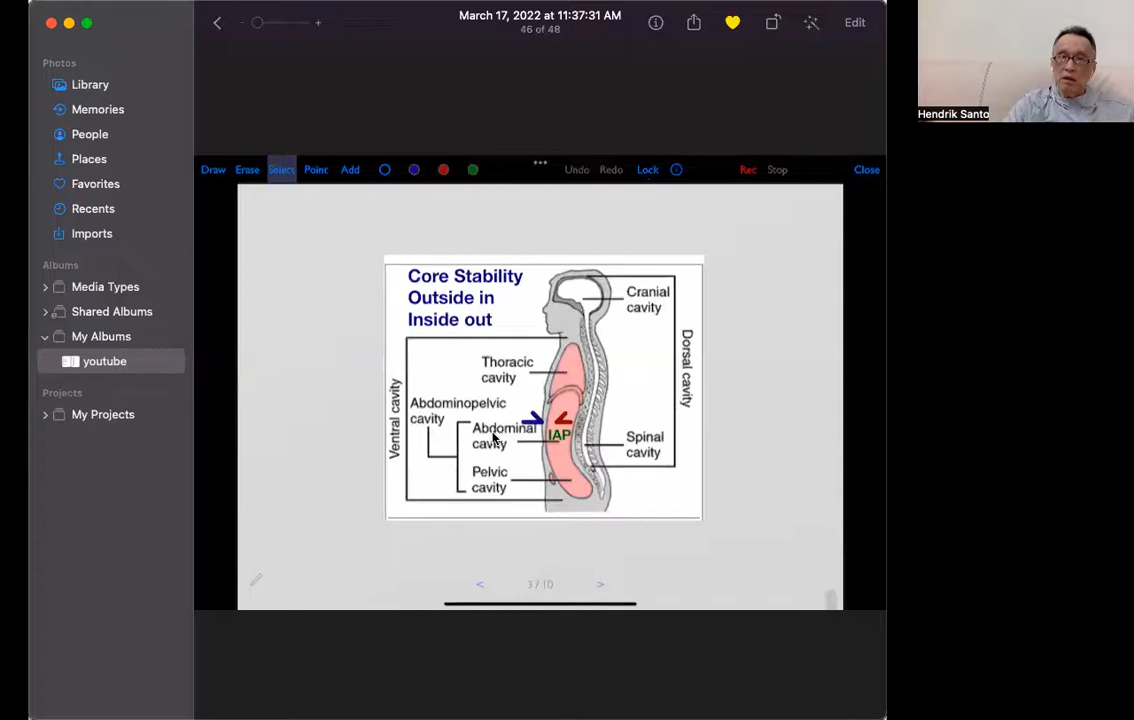 March 17, 2022 at 11:37:31 AM
46 of 48
Edit
Photos
Library
Memories
People
Places
Favorites
Recents
Imports
Albums
Media Types
Shared Albums
My Albums
youtube
Projects
My Projects
Draw Erase Select Point Add Undo Redo Lock Rec Stop Close
Core Stability
Outside in
Inside out
Cranial
cavity
Thoracic
cavity
Dorsal cavity
Ventral cavity
Abdominopelvic
cavity
Abdominal
cavity
IAP
Spinal
cavity
Pelvic
cavity
< 3 / 10 >
Hendrik Santo